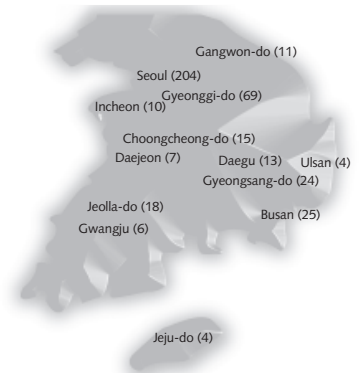 Gangwon-do (11)
Seoul (204)
Gyeonggi-do (69)
Incheon (10)
Choongcheong-do (15)
Daejeon (7)
Daegu (13)
Ulsan (4)
Gyeongsang-do (24)
Jeolla-do (18)
Busan (25)
Gwangju (6)
Jeju-do (4)